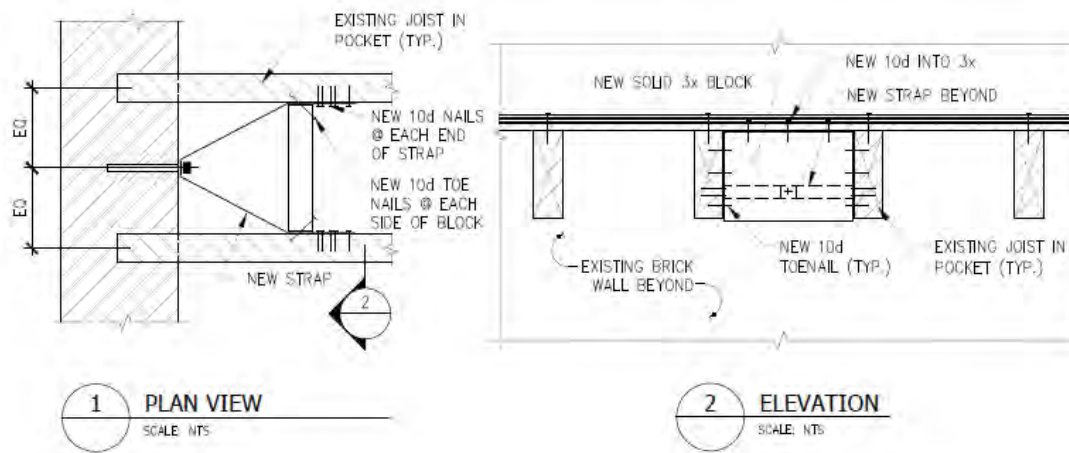 EXISTING JOIST IN
POCKET (TYP.)
EQ
EQ
NEW 10d NAILS
@ EACH END
OF STRAP
NEW 10d TOE
NAILS @ EACH
SIDE OF BLOCK
NEW STRAP
2
1
PLAN VIEW
SCALE: NTS
NEW SOLID 3x BLOCK
NEW 10d INTO 3x
NEW STRAP BEYOND
NEW 10d
TOENAIL (TYP.)
EXISTING JOIST IN
POCKET (TYP.)
EXISTING BRICK
WALL BEYOND
2
ELEVATION
SCALE: NTS